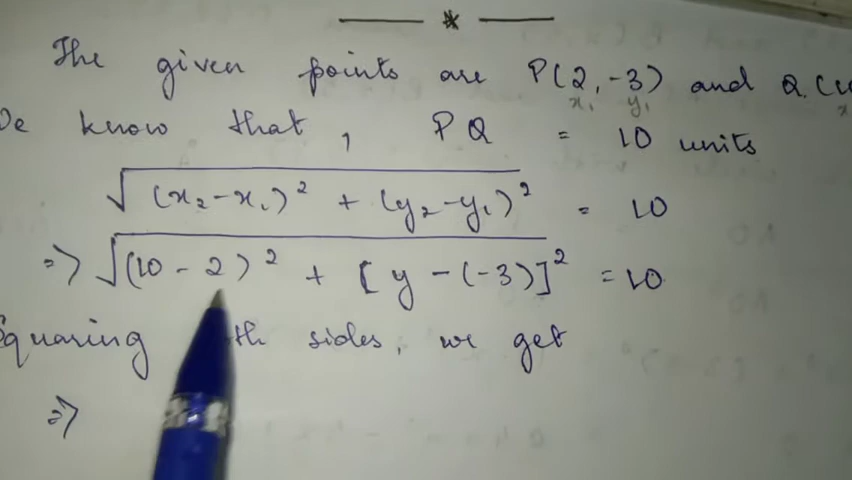 The given points are P(2, -3) and Q(10
x₁ y₁ x
We know that, PQ = 10 units
√(x₂-x₁)² + (y₂-y₁)² = 10
⇒ √(10 - 2)² + [y - (-3)]² = 10
Squaring sides, we get
⇒